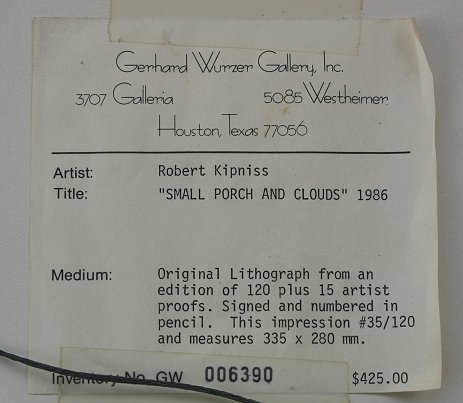 Gerhard Wurzer Gallery, Inc.
3707 Galleria 5085 Westheimer
Houston, Texas 77056
Artist: Robert Kipniss
Title: "SMALL PORCH AND CLOUDS" 1986
Medium: Original Lithograph from an
edition of 120 plus 15 artist
proofs. Signed and numbered in
pencil. This impression #35/120
and measures 335 x 280 mm.
Inventory No. GW 006390 $425.00